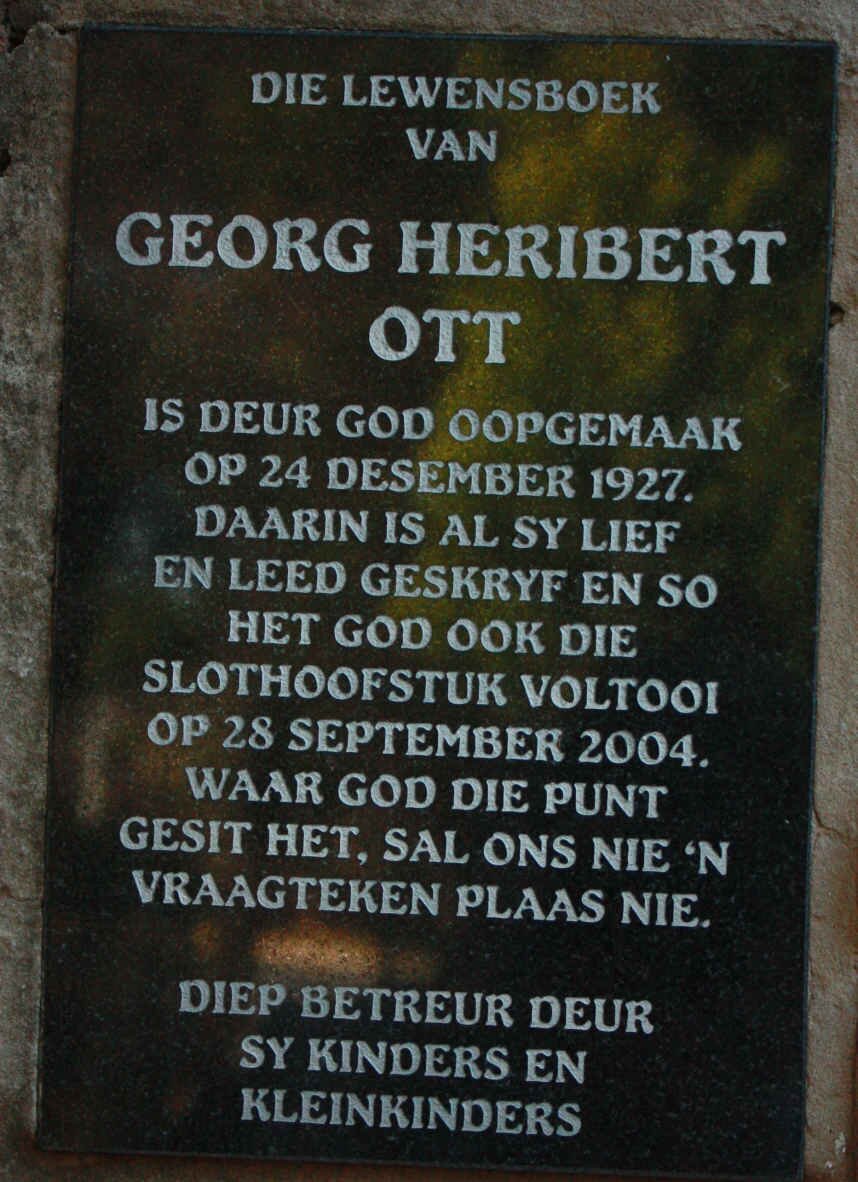 DIE LEWENSBOEK
VAN
GEORG HERIBERT
OTT
IS DEUR GOD OOPGEMAAK
OP 24 DESEMBER 1927.
DAARIN IS AL SY LIEF
EN LEED GESKRYF EN SO
HET GOD OOK DIE
SLOTHOOFSTUK VOLTOOI
OP 28 SEPTEMBER 2004.
WAAR GOD DIE PUNT
GESIT HET, SAL ONS NIE ‘N
VRAAGTEKEN PLAAS NIE.
DIEP BETREUR DEUR
SY KINDERS EN
KLEINKINDERS